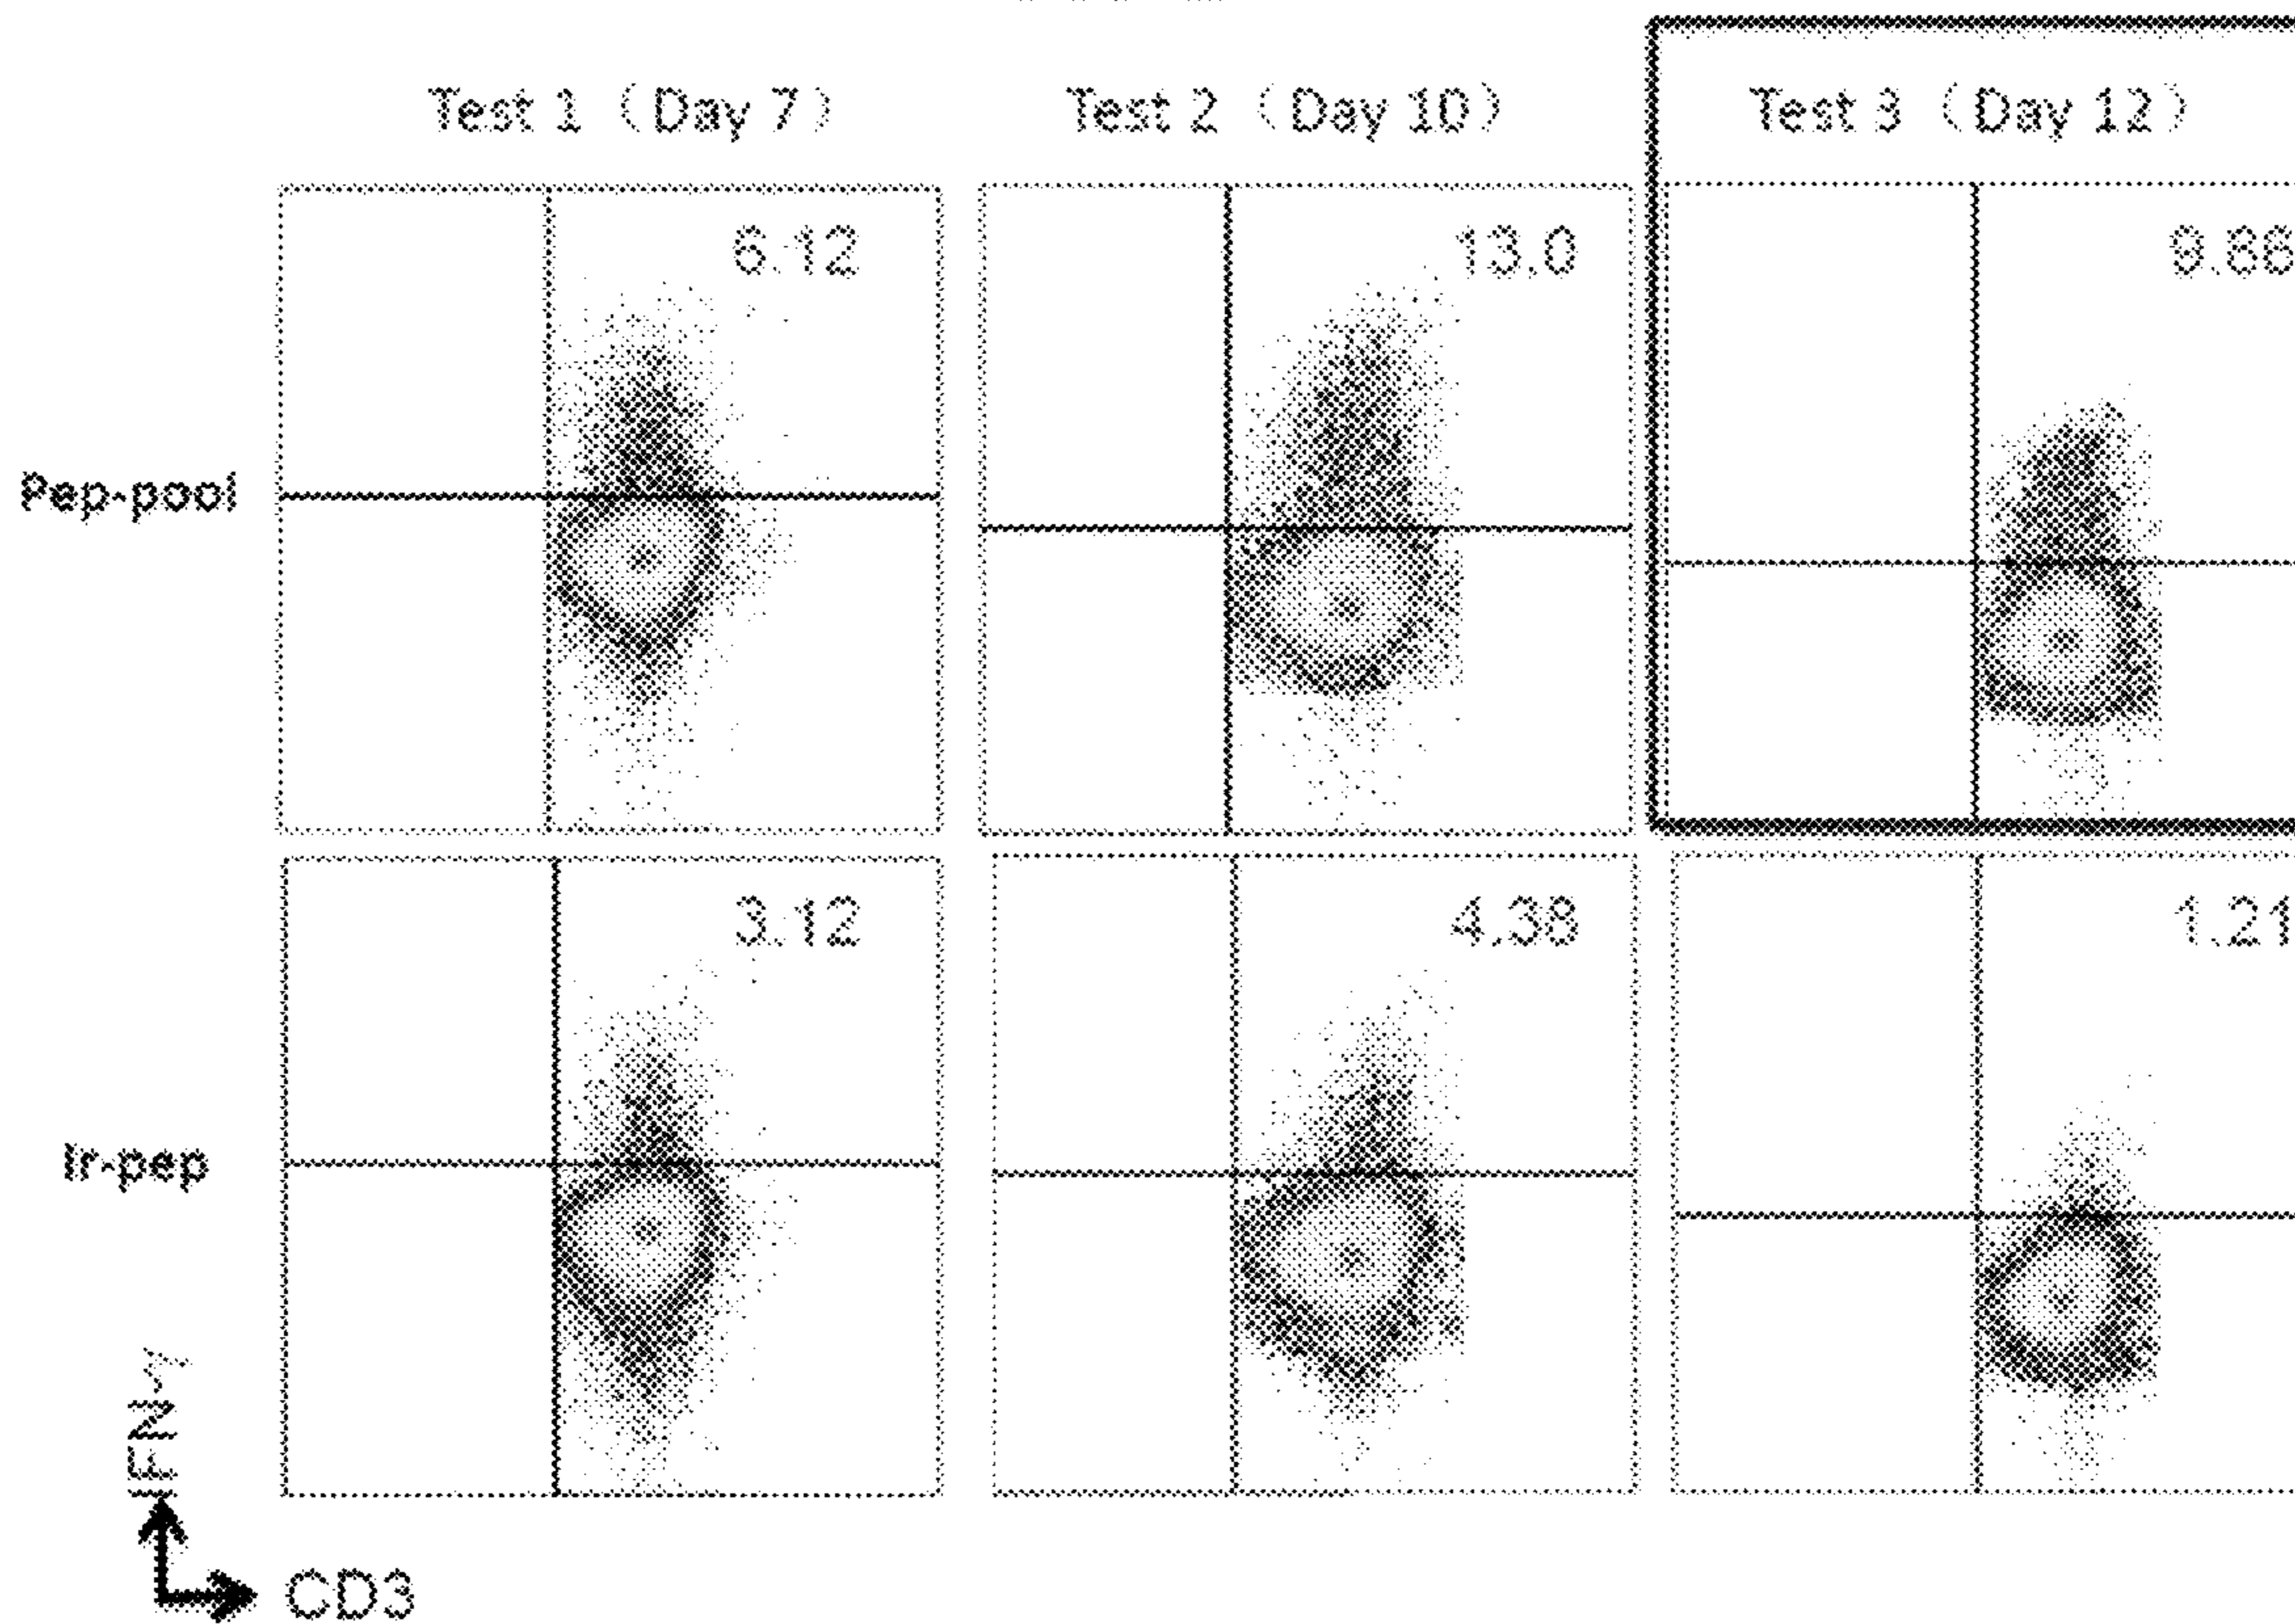 Test 1 (Day 7)
Test 2 (Day 10)
Test 3 (Day 12)
Pep-pool
6.12
13.0
9.86
Ir-pep
3.12
4.38
1.21
IFN-γ
CD3